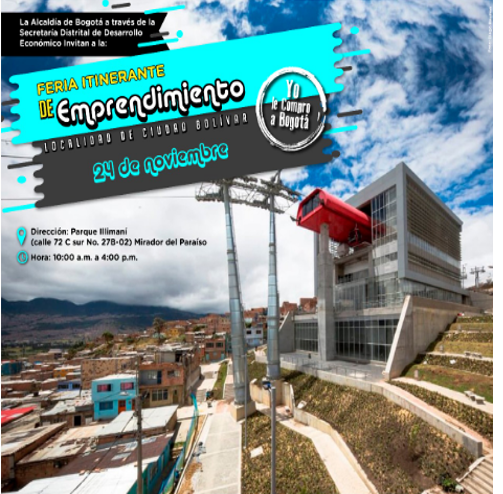 La Alcaldía de Bogotá a través de la
Secretaría Distrital de Desarrollo
Económico Invitan a la:
FERIA ITINERANTE
DE Emprendimiento
LOCALIDAD DE CIUDAD BOLÍVAR
24 de noviembre
Yo
le Compro
a Bogotá
Dirección: Parque Illimaní
(calle 72 C sur No. 27B-02) Mirador del Paraíso
Hora: 10:00 a.m. a 4:00 p.m.